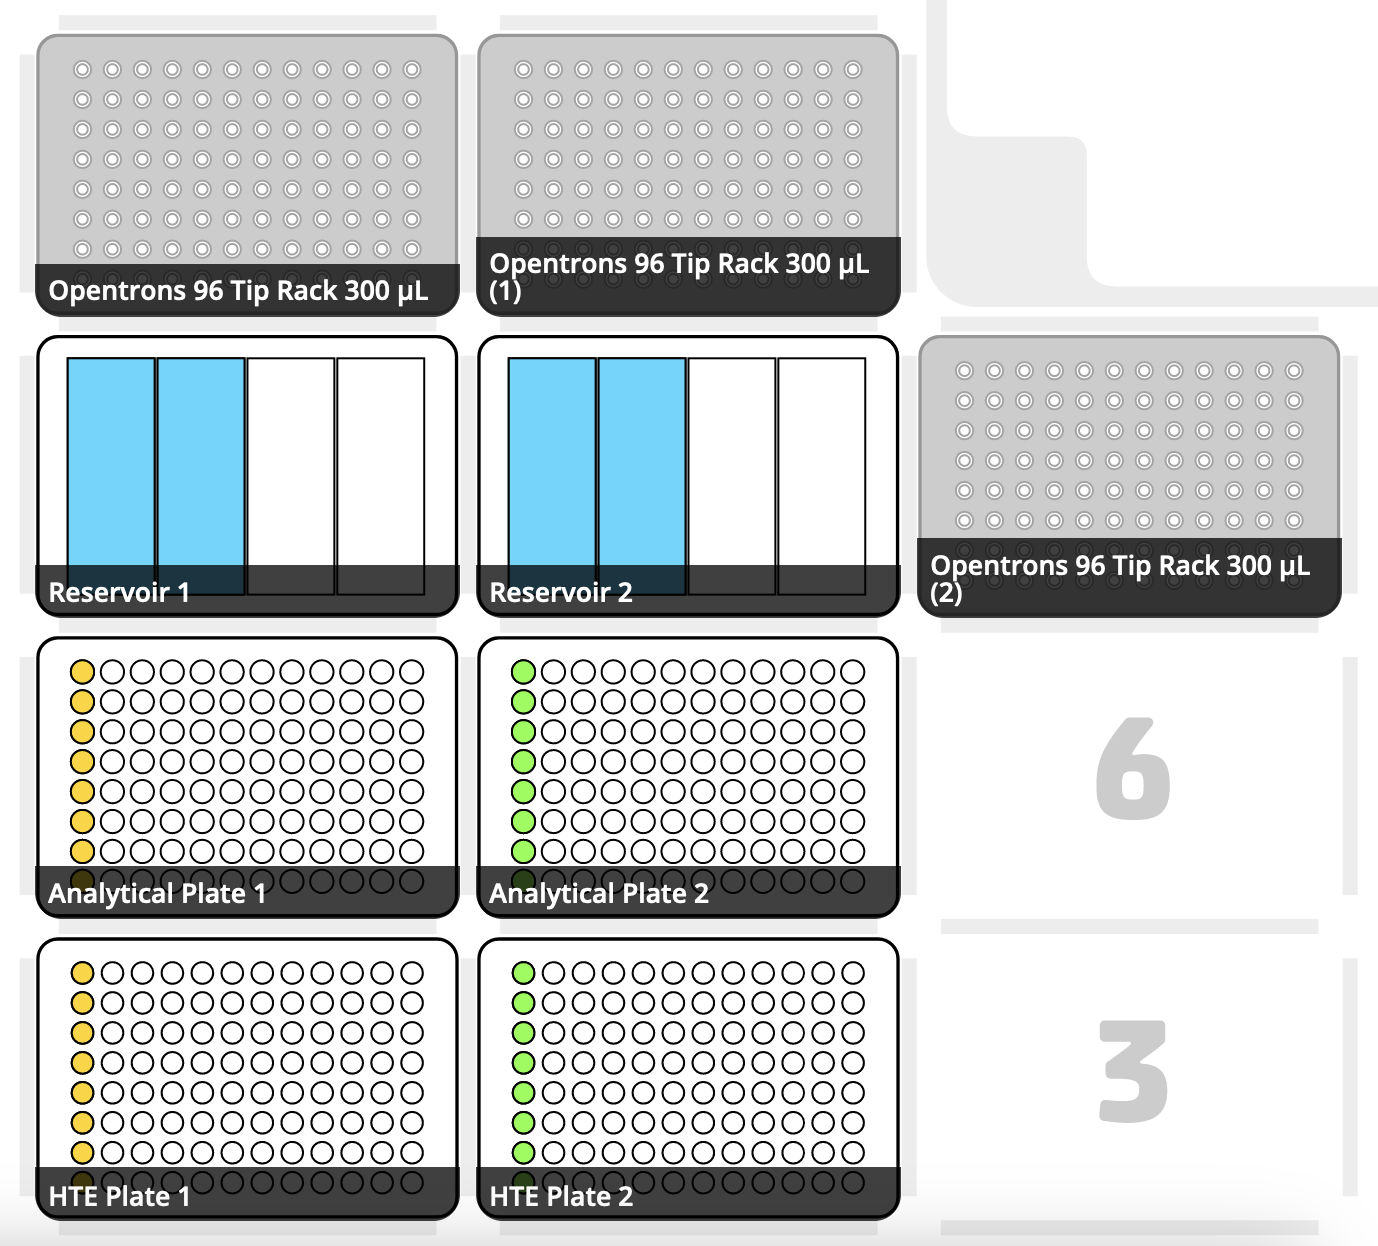 Opentrons 96 Tip Rack 300 µL
Opentrons 96 Tip Rack 300 µL
(1)
Reservoir 1
Reservoir 2
Opentrons 96 Tip Rack 300 µL
(2)
Analytical Plate 1
Analytical Plate 2
6
HTE Plate 1
HTE Plate 2
3